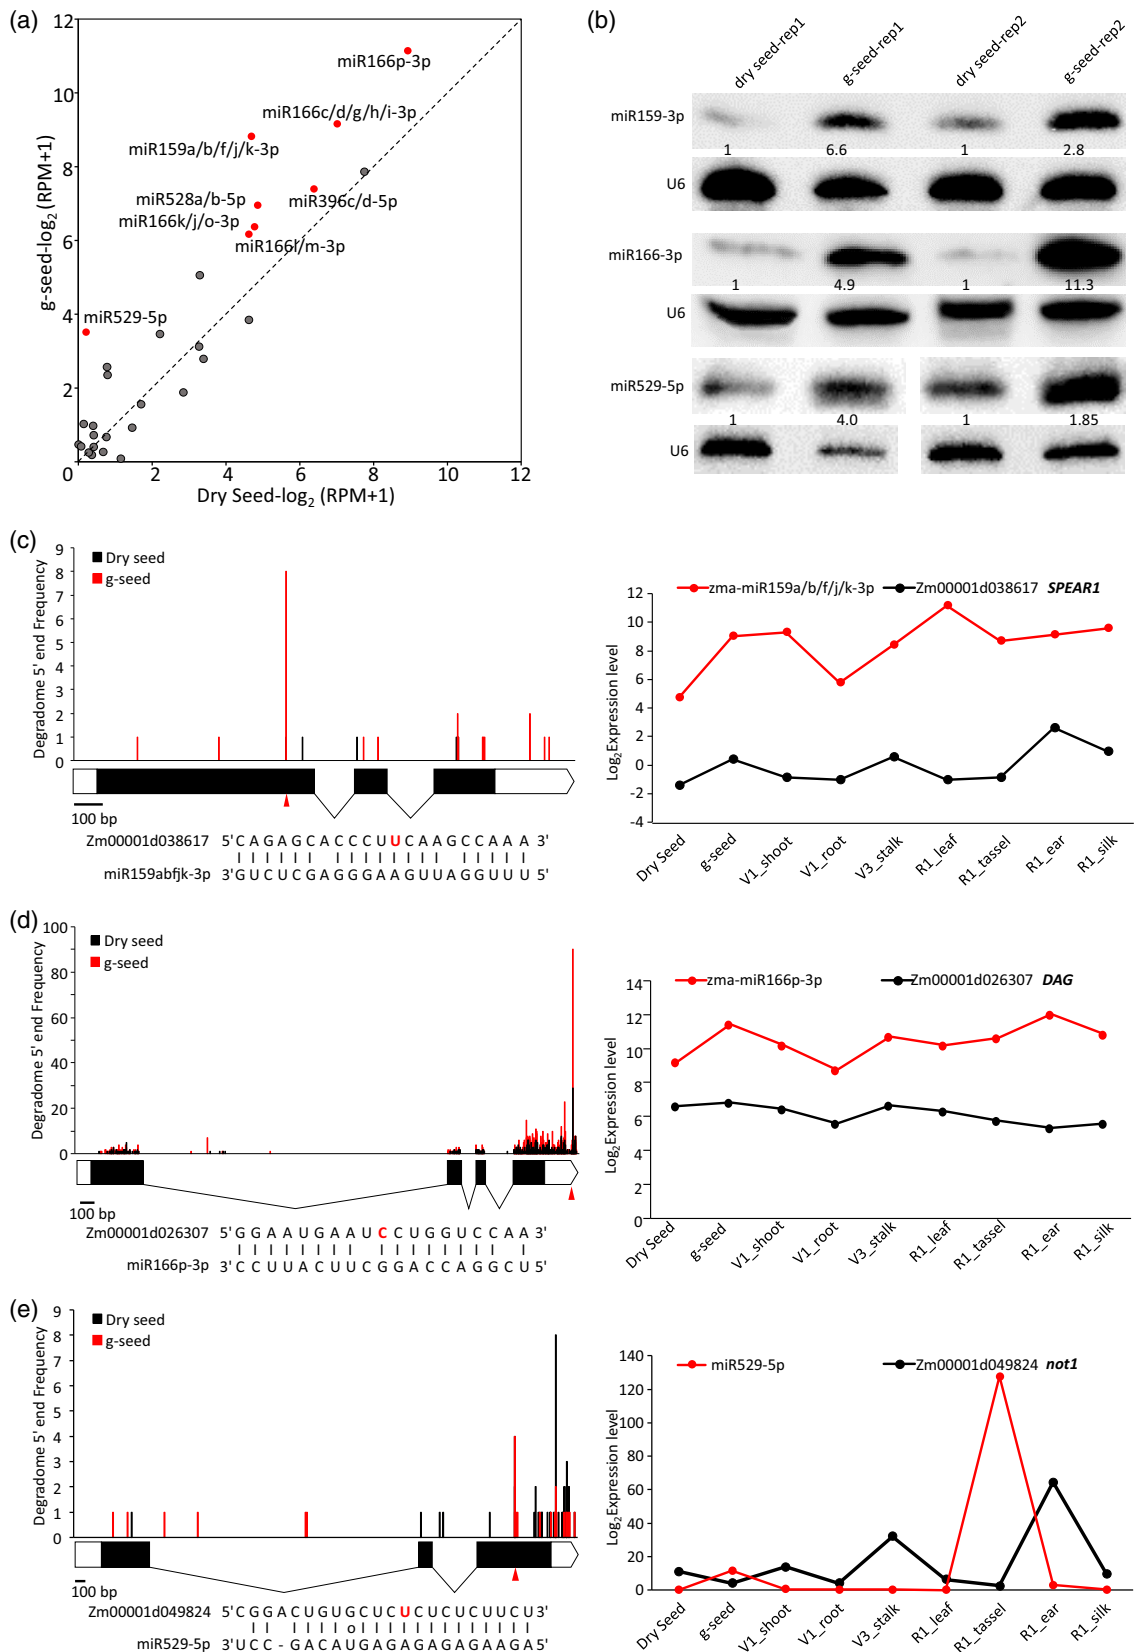 (a)
12
10
8
6
4
2
0
2
4
6
8
10
12
g-seed-log2 (RPM+1)
Dry Seed-log2 (RPM+1)
miR166p-3p
miR166c/d/g/h/i-3p
miR159a/b/f/j/k-3p
miR396c/d-5p
miR528a/b-5p
miR166k/j/o-3p
miR166l/m-3p
miR529-5p
(b)
dry seed-rep1
g-seed-rep1
dry seed-rep2
g-seed-rep2
miR159-3p
1 6.6 1 2.8
U6
miR166-3p
1 4.9 1 11.3
U6
miR529-5p
1 4.0 1 1.85
U6
(c)
Degradome 5' end Frequency
9
8
7
6
5
4
3
2
1
0
Dry seed
g-seed
100 bp
Zm00001d038617 5'CAGAGCACCCUUCAAGCCAAA 3'
miR159abfjk-3p 3'GUCUCGAGGGAAGUUAGGUUU 5'
zma-miR159a/b/f/j/k-3p
Zm00001d038617 SPEAR1
Log2Expression level
12
10
8
6
4
2
0
-2
-4
Dry Seed
g-seed
V1_shoot
V1_root
V3_stalk
R1_leaf
R1_tassel
R1_ear
R1_silk
(d)
Degradome 5' end Frequency
100
80
60
40
20
0
Dry seed
g-seed
100 bp
Zm00001d026307 5'GGAAUGAAUCCUGGUCCAA 3'
miR166p-3p 3'CCUUACUUCGGACCAGGCU 5'
zma-miR166p-3p
Zm00001d026307 DAG
Log2Expression level
14
12
10
8
6
4
2
0
Dry Seed
g-seed
V1_shoot
V1_root
V3_stalk
R1_leaf
R1_tassel
R1_ear
R1_silk
(e)
Degradome 5' end Frequency
9
8
7
6
5
4
3
2
1
0
Dry seed
g-seed
100 bp
Zm00001d049824 5'CGGACUGUGCUCUCUCUCUUCU3'
o
miR529-5p 3'UCC-GACAUGAGAGAGAGAAGA5'
miR529-5p
Zm00001d049824 not1
Log2Expression level
140
120
100
80
60
40
20
0
Dry Seed
g-seed
V1_shoot
V1_root
V3_stalk
R1_leaf
R1_tassel
R1_ear
R1_silk